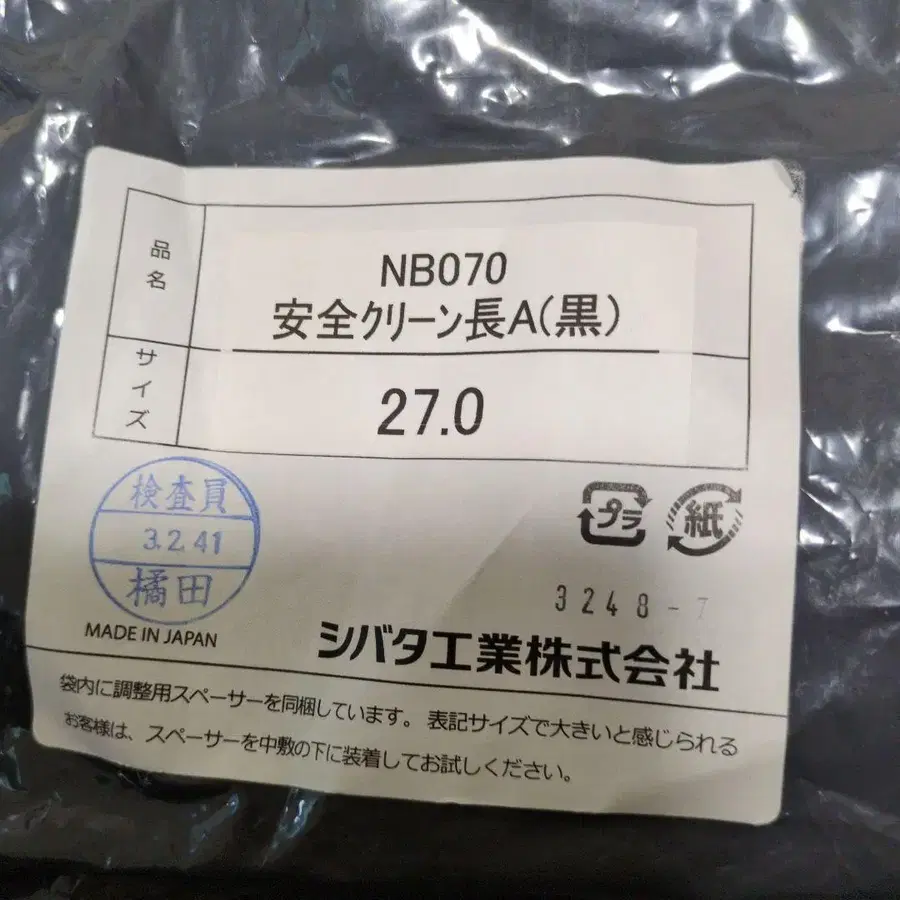 品名
NB070
安全クリーン長A(黒)
サイズ
27.0
検査員
3.2.41
橘田
プラ
紙
3248-7
MADE IN JAPAN
シバタ工業株式会社
袋内に調整用スペーサーを同梱しています。表記サイズで大きいと感じられる
お客様は、スペーサーを中敷の下に装着してお試しください。